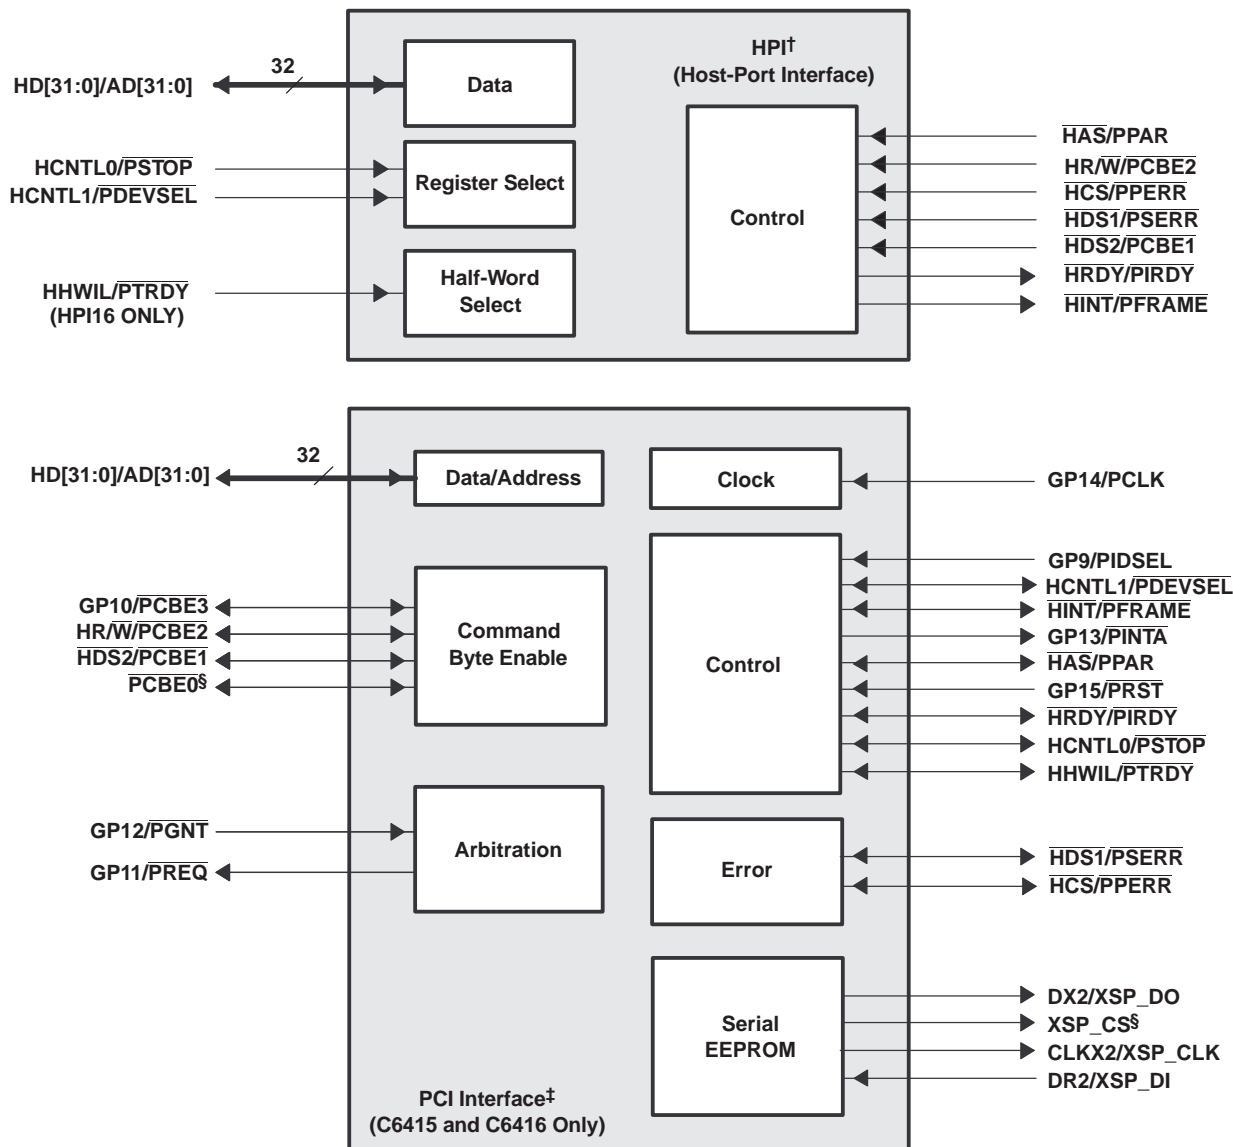 HPI†
(Host-Port Interface)
32
HD[31:0]/AD[31:0]
Data
HCNTL0/PSTOP
HCNTL1/PDEVSEL
Register Select
HHWIL/PTRDY
(HPI16 ONLY)
Half-Word
Select
Control
HAS/PPAR
HR/W/PCBE2
HCS/PPERR
HDS1/PSERR
HDS2/PCBE1
HRDY/PIRDY
HINT/PFRAME
32
HD[31:0]/AD[31:0]
Data/Address
Clock
GP14/PCLK
GP10/PCBE3
HR/W/PCBE2
HDS2/PCBE1
PCBE0§
Command
Byte Enable
Control
GP9/PIDSEL
HCNTL1/PDEVSEL
HINT/PFRAME
GP13/PINTA
HAS/PPAR
GP15/PRST
HRDY/PIRDY
HCNTL0/PSTOP
HHWIL/PTRDY
GP12/PGNT
GP11/PREQ
Arbitration
Error
HDS1/PSERR
HCS/PPERR
Serial
EEPROM
DX2/XSP_DO
XSP_CS§
CLKX2/XSP_CLK
DR2/XSP_DI
PCI Interface‡
(C6415 and C6416 Only)